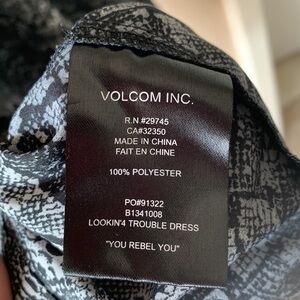 VOLCOM INC.
R.N.#29745
CA#32350
MADE IN CHINA
FAIT EN CHINE
100% POLYESTER
PO#91322
B1341008
LOOKIN'4 TROUBLE DRESS
"YOU REBEL YOU"